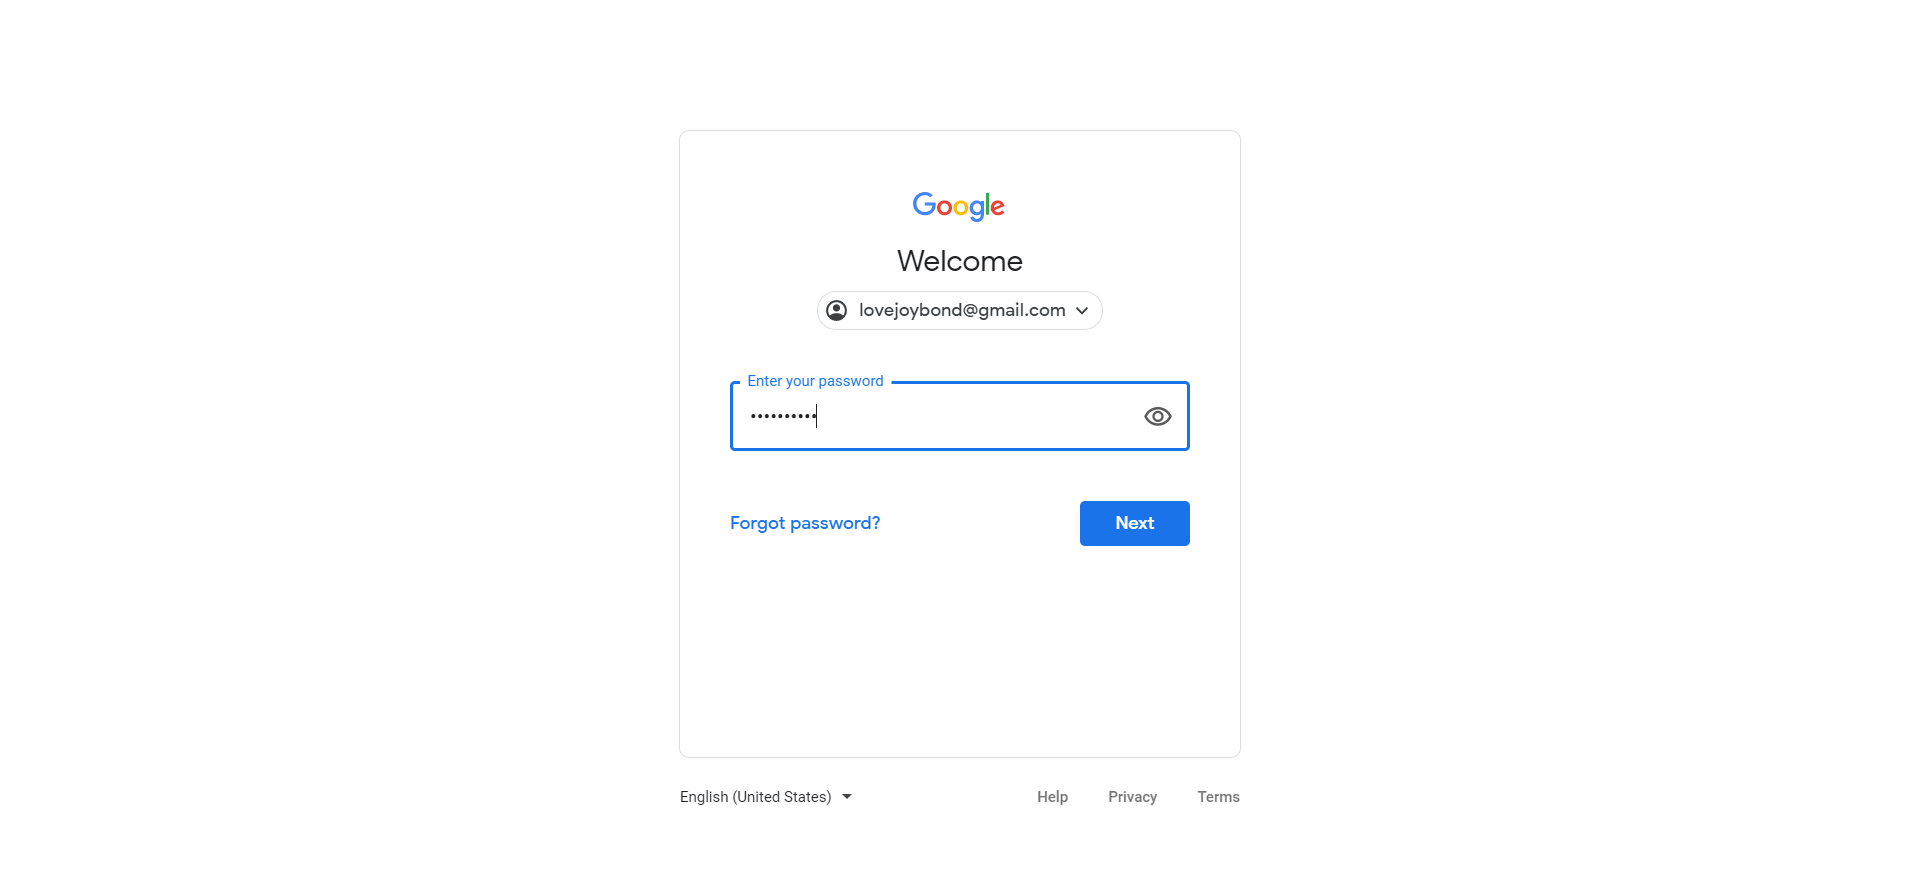 Google
Welcome
lovejoybond@gmail.com
Enter your password
••••••••••
Forgot password?
Next
English (United States)
Help
Privacy
Terms